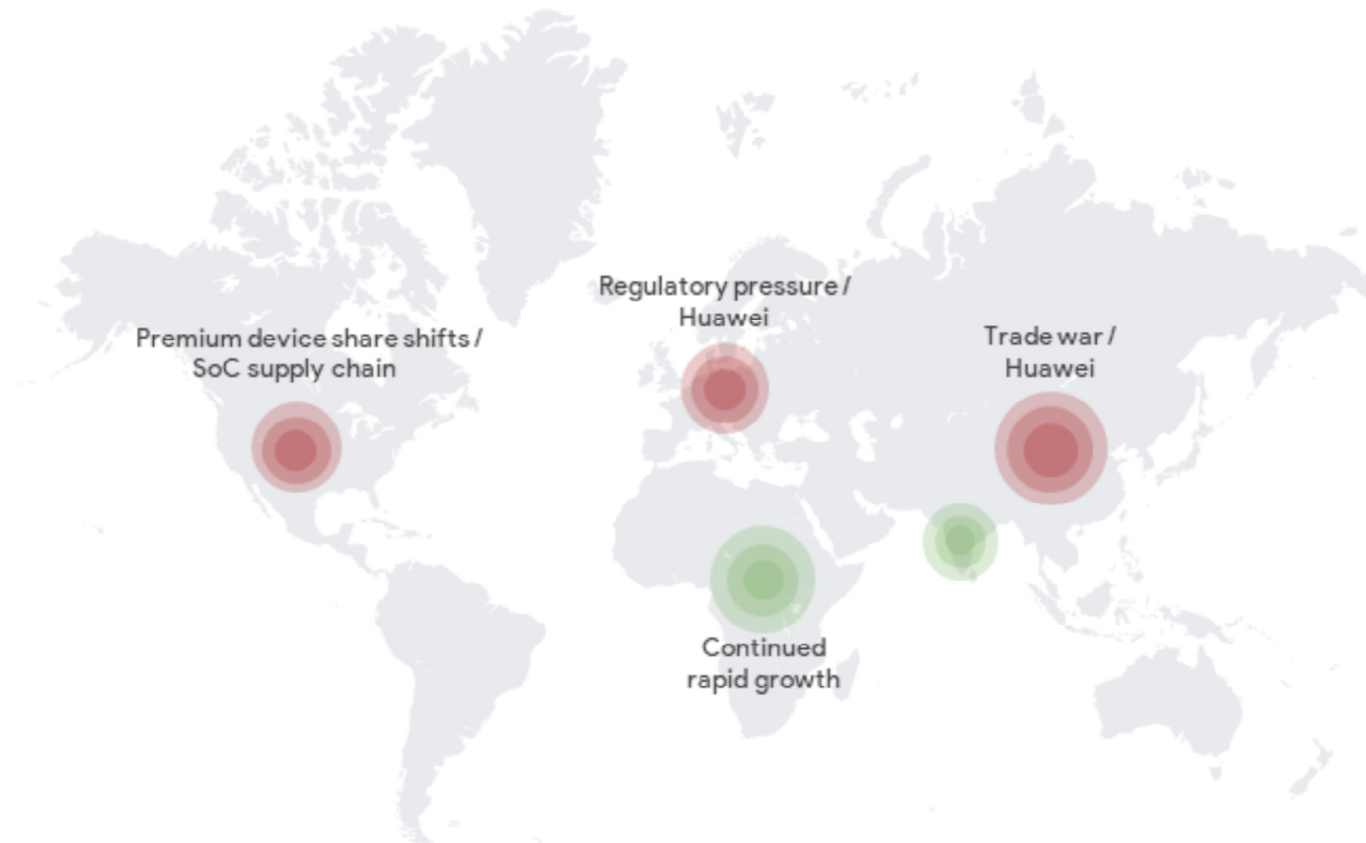 Regulatory pressure /
Huawei
Premium device share shifts /
SoC supply chain
Trade war /
Huawei
Continued
rapid growth